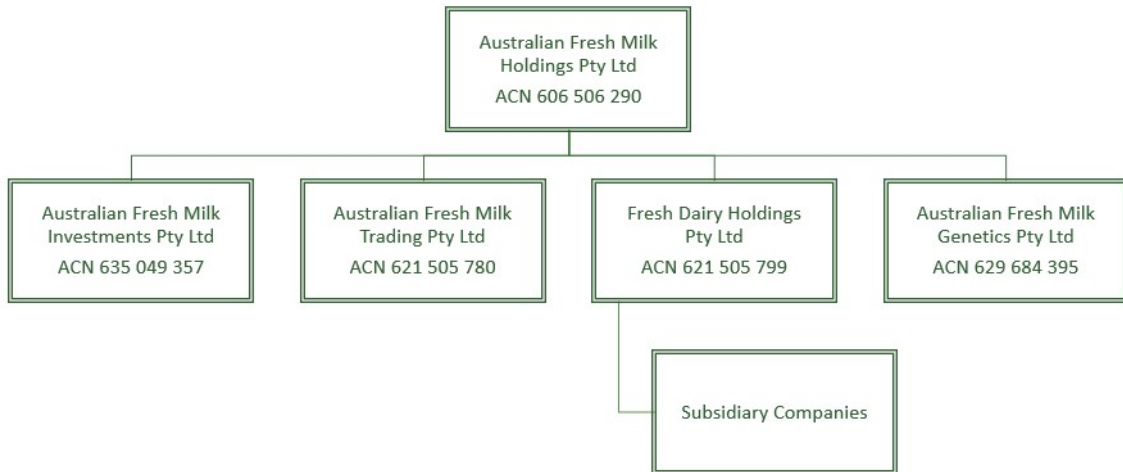 Australian Fresh Milk
Holdings Pty Ltd
ACN 606 506 290
Australian Fresh Milk
Investments Pty Ltd
ACN 635 049 357
Australian Fresh Milk
Trading Pty Ltd
ACN 621 505 780
Fresh Dairy Holdings
Pty Ltd
ACN 621 505 799
Australian Fresh Milk
Genetics Pty Ltd
ACN 629 684 395
Subsidiary Companies